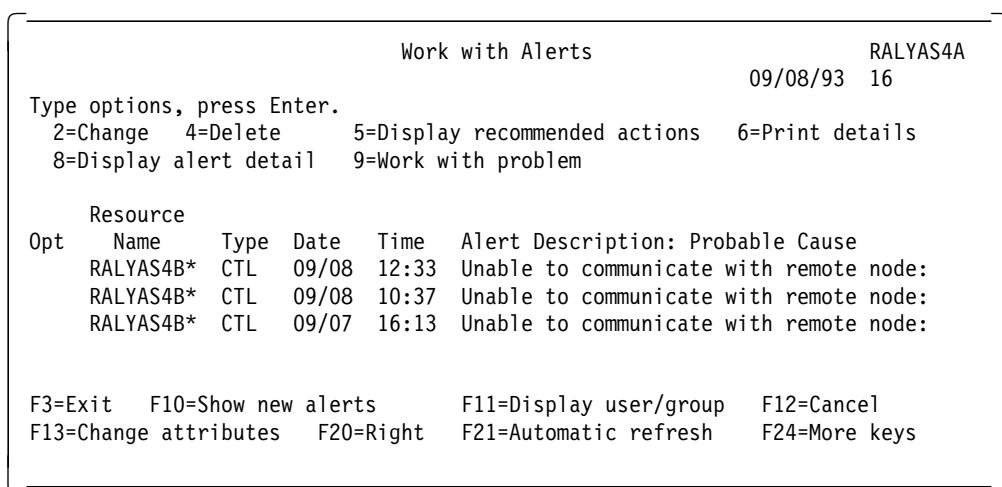 Work with Alerts RALYAS4A
09/08/93 16
Type options, press Enter.
2=Change 4=Delete 5=Display recommended actions 6=Print details
8=Display alert detail 9=Work with problem
Resource
Opt Name Type Date Time Alert Description: Probable Cause
RALYAS4B* CTL 09/08 12:33 Unable to communicate with remote node:
RALYAS4B* CTL 09/08 10:37 Unable to communicate with remote node:
RALYAS4B* CTL 09/07 16:13 Unable to communicate with remote node:
F3=Exit F10=Show new alerts F11=Display user/group F12=Cancel
F13=Change attributes F20=Right F21=Automatic refresh F24=More keys